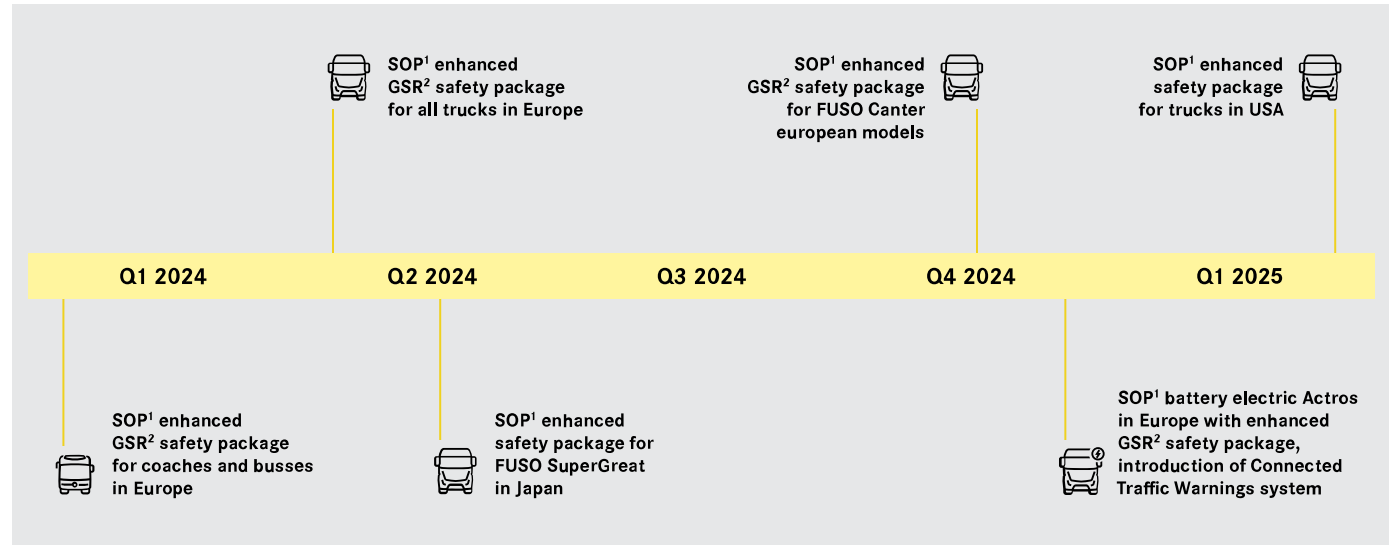 SOP¹ enhanced
GSR² safety package
for all trucks in Europe
SOP¹ enhanced
GSR² safety package
for FUSO Canter
european models
SOP¹ enhanced
safety package
for trucks in USA
Q1 2024
Q2 2024
Q3 2024
Q4 2024
Q1 2025
SOP¹ enhanced
GSR² safety package
for coaches and busses
in Europe
SOP¹ enhanced
safety package for
FUSO SuperGreat
in Japan
SOP¹ battery electric Actros
in Europe with enhanced
GSR² safety package,
introduction of Connected
Traffic Warnings system